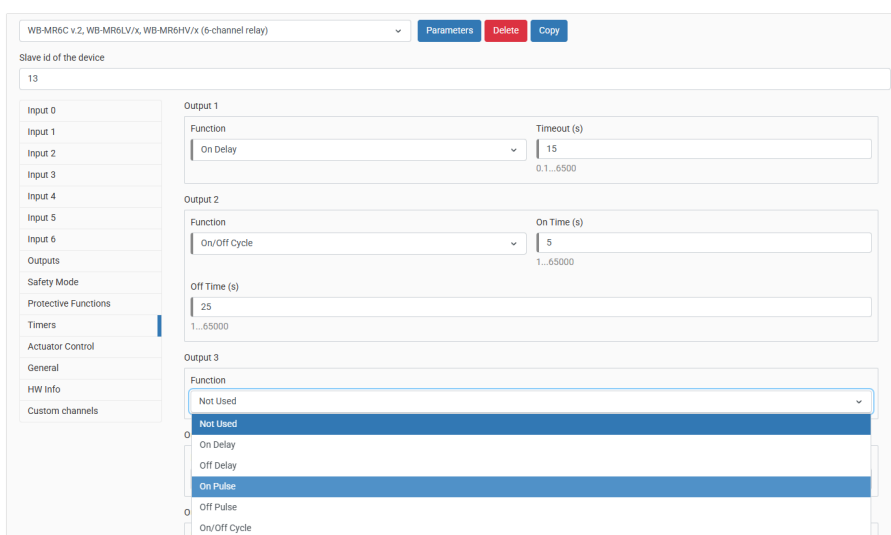 WB-MR6C v.2, WB-MR6LV/x, WB-MR6HV/x (6-channel relay)
Parameters
Delete
Copy
Slave id of the device
13
Input 0
Input 1
Input 2
Input 3
Input 4
Input 5
Input 6
Outputs
Safety Mode
Protective Functions
Timers
Actuator Control
General
HW Info
Custom channels
Output 1
Function
Timeout (s)
On Delay
15
0.1...6500
Output 2
Function
On Time (s)
On/Off Cycle
5
1...65000
Off Time (s)
25
1...65000
Output 3
Function
Not Used
Not Used
On Delay
Off Delay
On Pulse
Off Pulse
On/Off Cycle